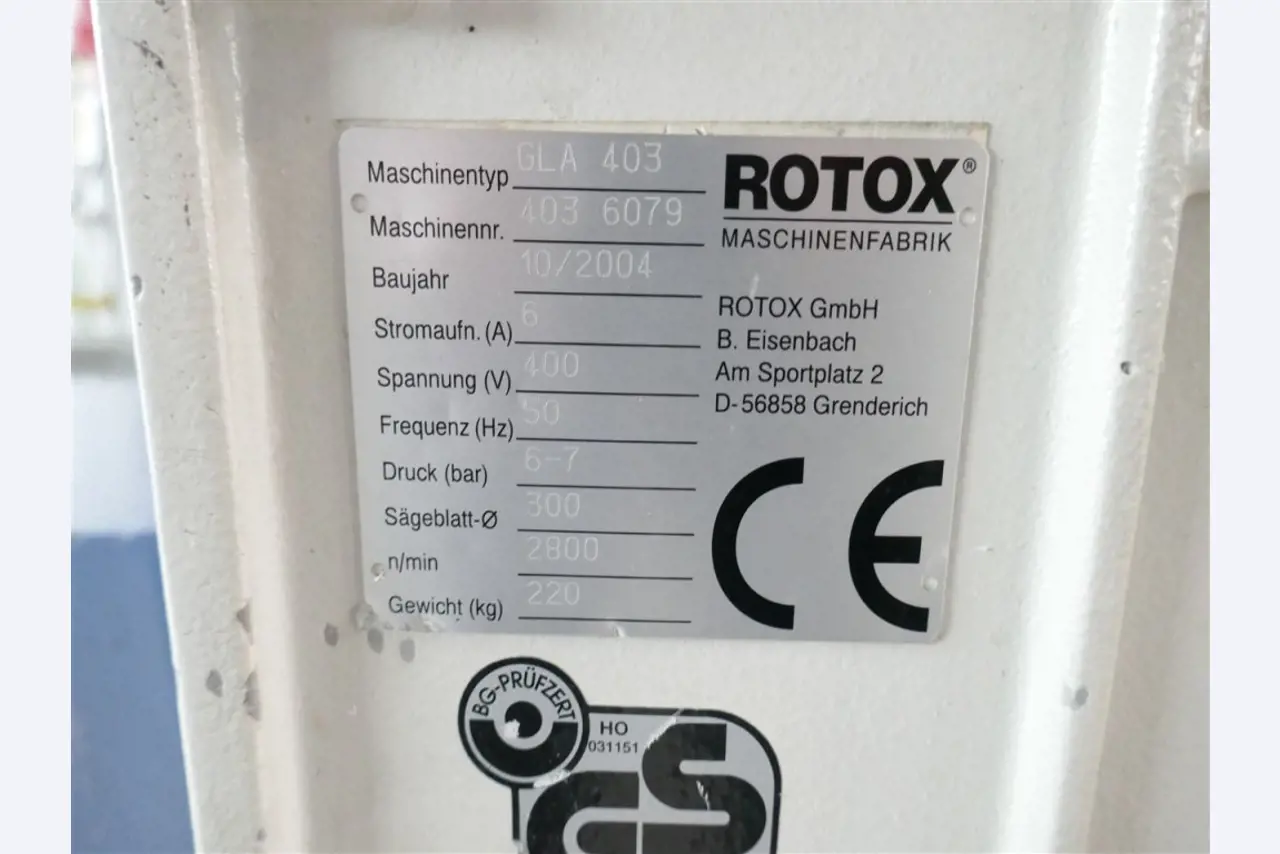 Maschinentyp GLA 403
Maschinennr. 403 6079
Baujahr 10/2004
Stromaufn. (A) 6
Spannung (V) 400
Frequenz (Hz) 50
Druck (bar) 6-7
Sägeblatt-Ø 300
n/min 2800
Gewicht (kg) 220
ROTOX®
MASCHINENFABRIK
ROTOX GmbH
B. Eisenbach
Am Sportplatz 2
D-56858 Grenderich
CE
BG-PRÜFZERT
HO
031151
GS